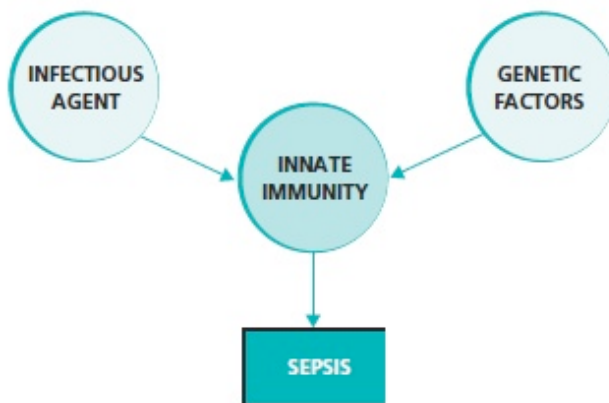 INFECTIOUS
AGENT
GENETIC
FACTORS
INNATE
IMMUNITY
SEPSIS